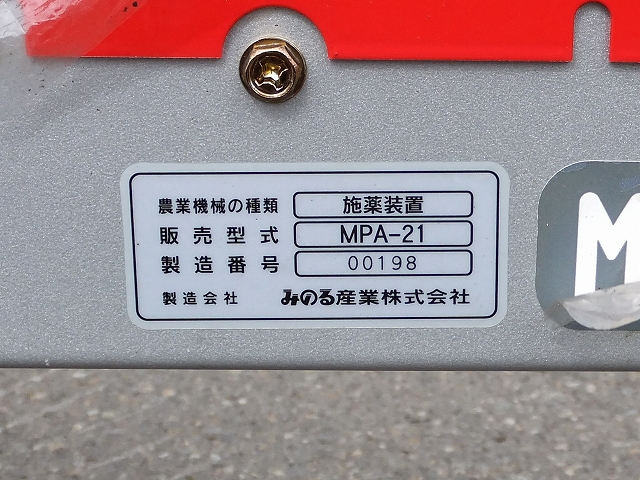 農業機械の種類 施薬装置
販売型式 MPA-21
製造番号 00198
製造会社 みのる産業株式会社
M